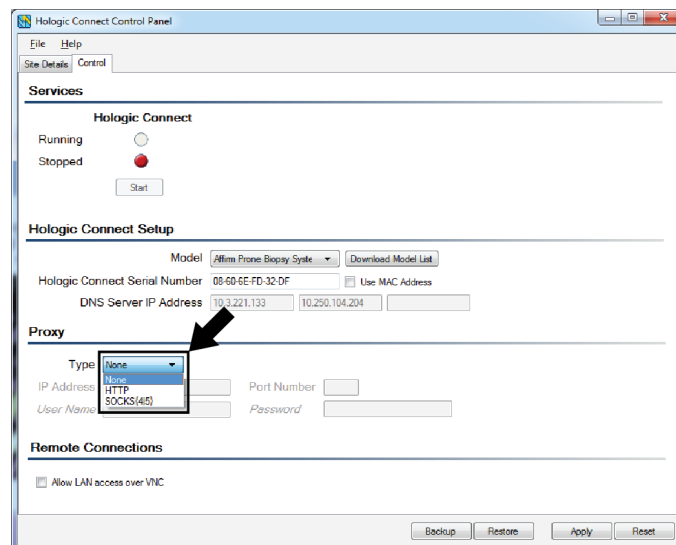 Hologic Connect Control Panel
File Help
Site Details Control
Services
Hologic Connect
Running
Stopped
Start
Hologic Connect Setup
Model Affirm Prone Biopsy Syste Download Model List
Hologic Connect Serial Number 08-60-6E-FD-32-DF Use MAC Address
DNS Server IP Address 10.3.221.133 10.250.104.204
Proxy
Type None
None
HTTP
SOCKS(4|5)
IP Address Port Number
User Name Password
Remote Connections
Allow LAN access over VNC
Backup Restore Apply Reset